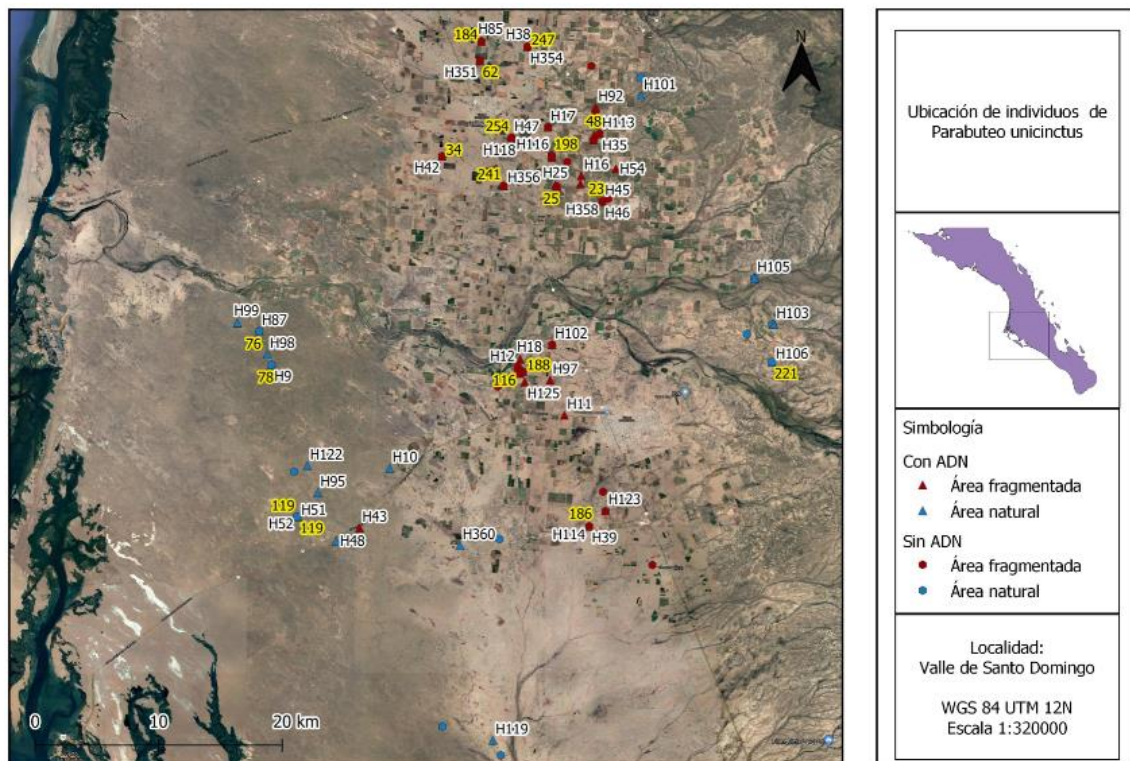 H85
184
H38
247
H351
62
H354
H101
H92
H17
48
H113
254
H47
H118
H116
198
H35
34
H42
241
H356
H25
H16
H54
25
23
H45
H358
H46
H105
H99
H87
H103
76
H98
78
H9
H102
H18
H12
188
H106
221
116
H97
H125
H11
H122
H10
H95
119
H51
H52
119
H43
H48
H360
H123
186
H114
H39
H119
0
10
20 km
N
Ubicación de individuos de
Parabuteo unicinctus
Simbología
Con ADN
Área fragmentada
Área natural
Sin ADN
Área fragmentada
Área natural
Localidad:
Valle de Santo Domingo
WGS 84 UTM 12N
Escala 1:320000